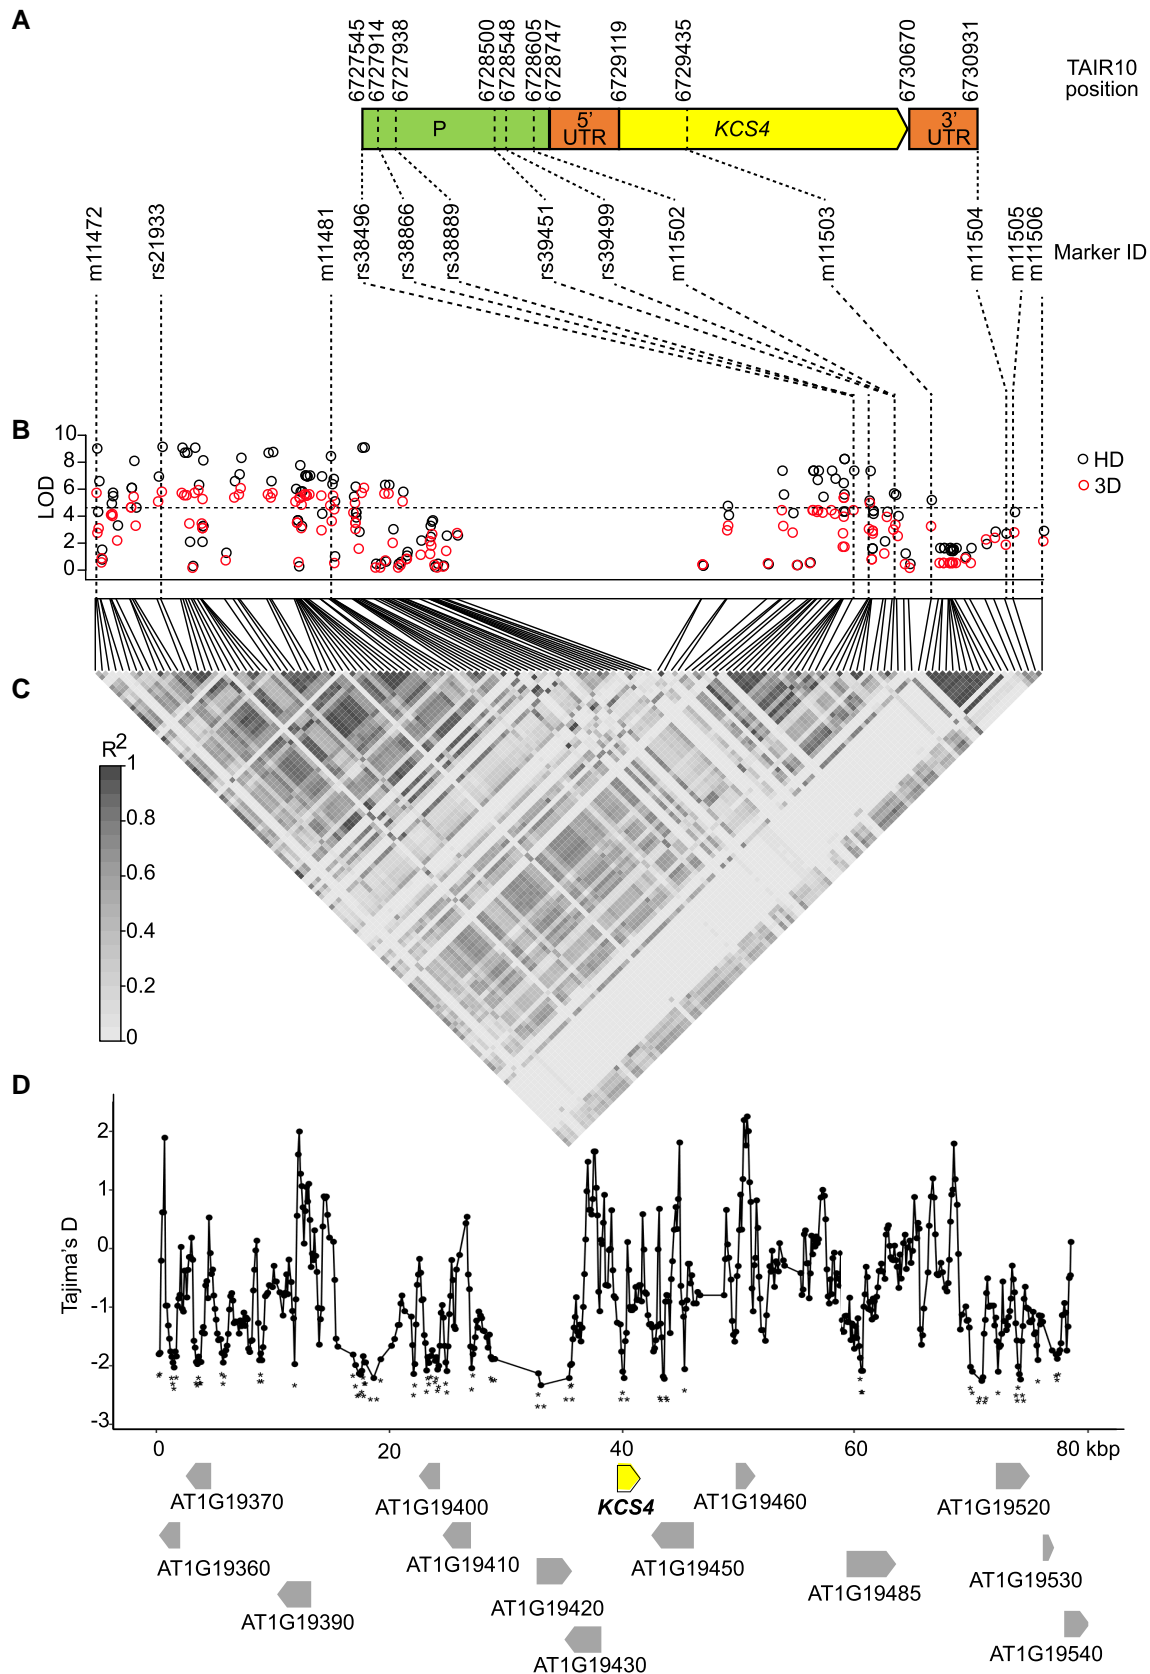 A
6727545
6727914
6727938
6728500
6728548
6728605
6728747
6729119
6729435
6730670
6730931
TAIR10
position
P
5’
UTR
KCS4
3’
UTR
m11472
rs21933
m11481
rs38496
rs38866
rs38889
rs39451
rs39499
m11502
m11503
m11504
m11505
m11506
Marker ID
B
LOD
10
8
6
4
2
0
HD
3D
C
R2
1
0.8
0.6
0.4
0.2
0
D
Tajima’s D
2
1
0
-1
-2
-3
0
20
40
60
80 kbp
AT1G19370
AT1G19400
KCS4
AT1G19460
AT1G19520
AT1G19360
AT1G19410
AT1G19450
AT1G19530
AT1G19390
AT1G19420
AT1G19485
AT1G19430
AT1G19540